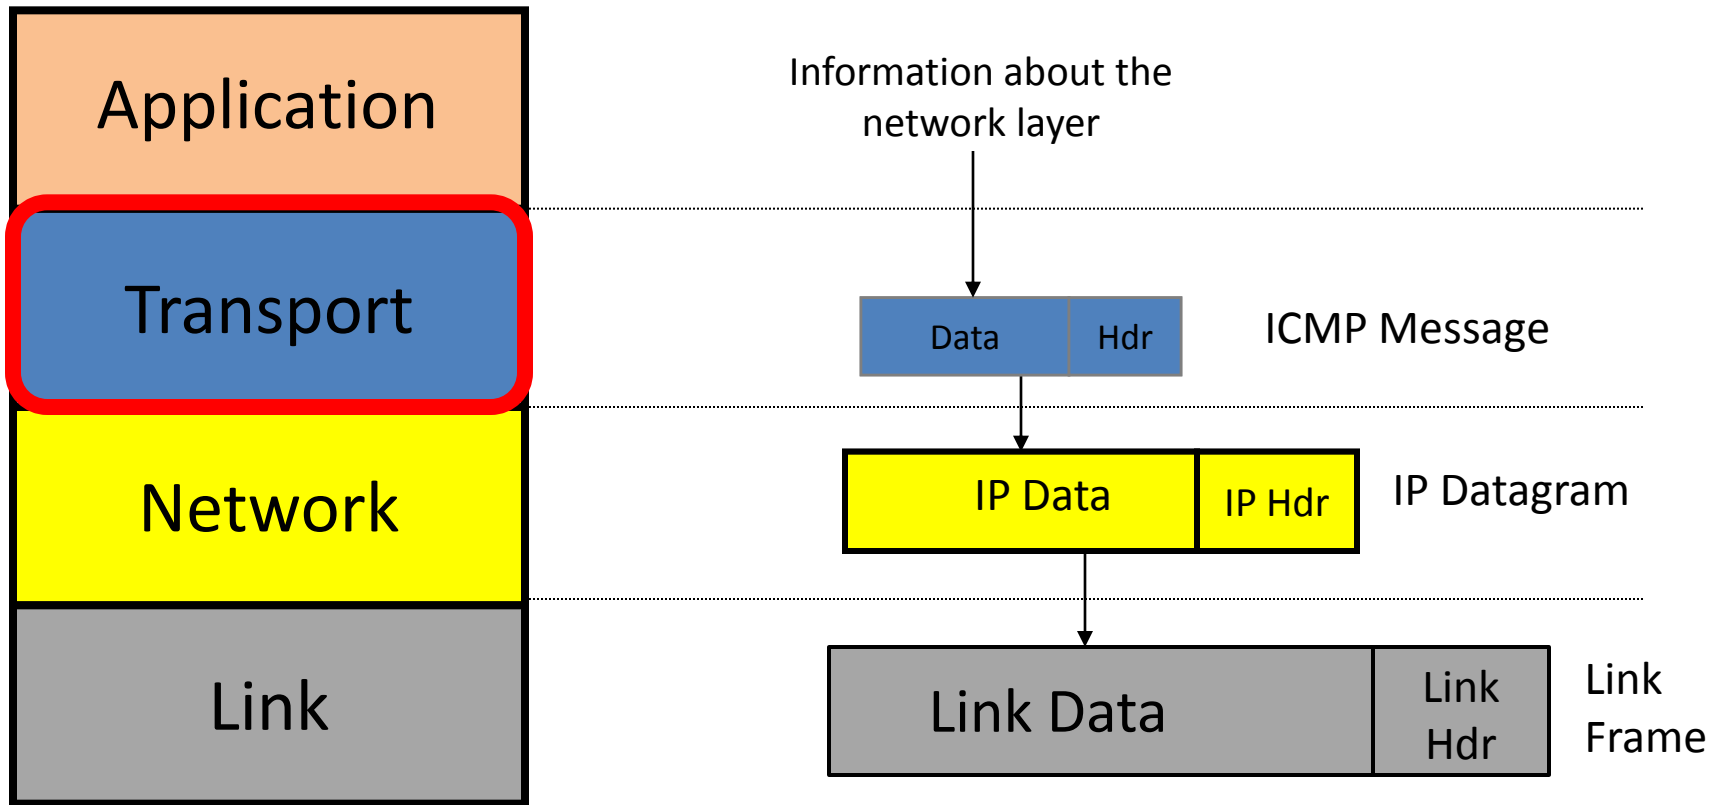 Application
Information about the
network layer
Transport
Data
Hdr
ICMP Message
Network
IP Data
IP Hdr
IP Datagram
Link
Link Data
Link
Hdr
Link
Frame